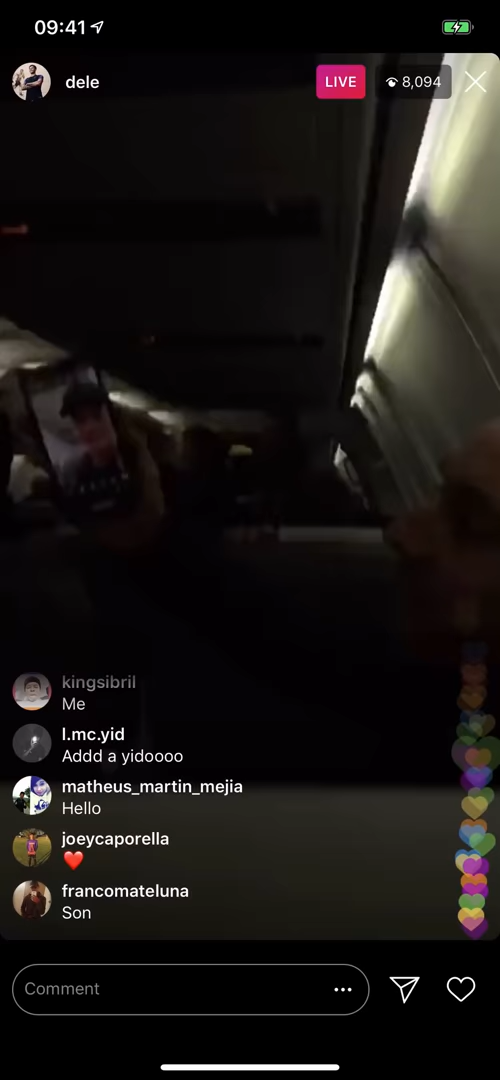 09:41
dele
LIVE
8,094
kingsibril
Me
l.mc.yid
Addd a yidoooo
matheus_martin_mejia
Hello
joeycaporella
❤️
francomateluna
Son
Comment